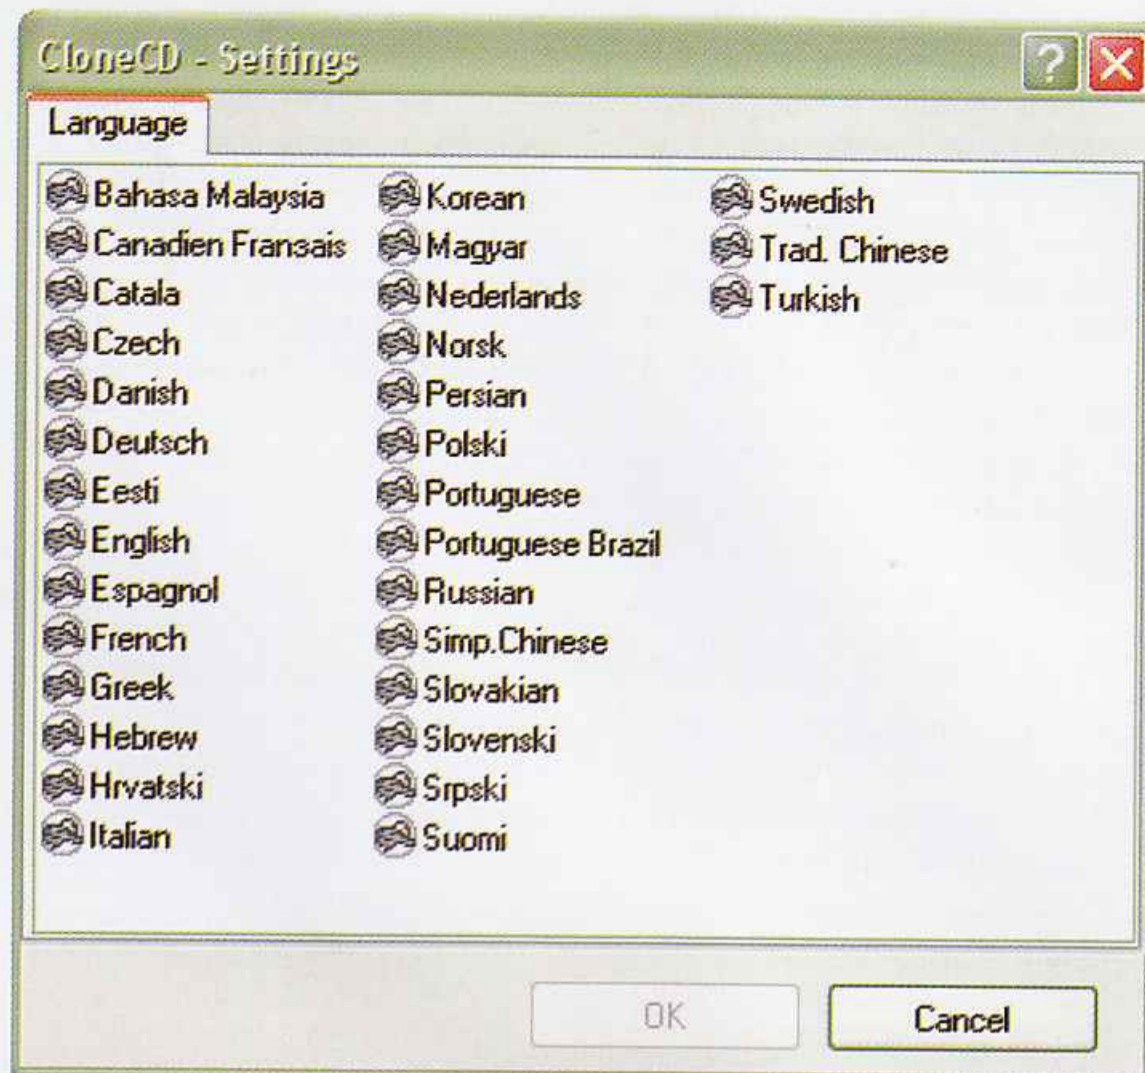 CloneCD - Settings
Language
Bahasa Malaysia
Canadien Fransais
Catala
Czech
Danish
Deutsch
Eesti
English
Espagnol
French
Greek
Hebrew
Hrvatski
Italian
Korean
Magyar
Nederlands
Norsk
Persian
Polski
Portuguese
Portuguese Brazil
Russian
Simp.Chinese
Slovakian
Slovenski
Srpski
Suomi
Swedish
Trad. Chinese
Turkish
OK
Cancel